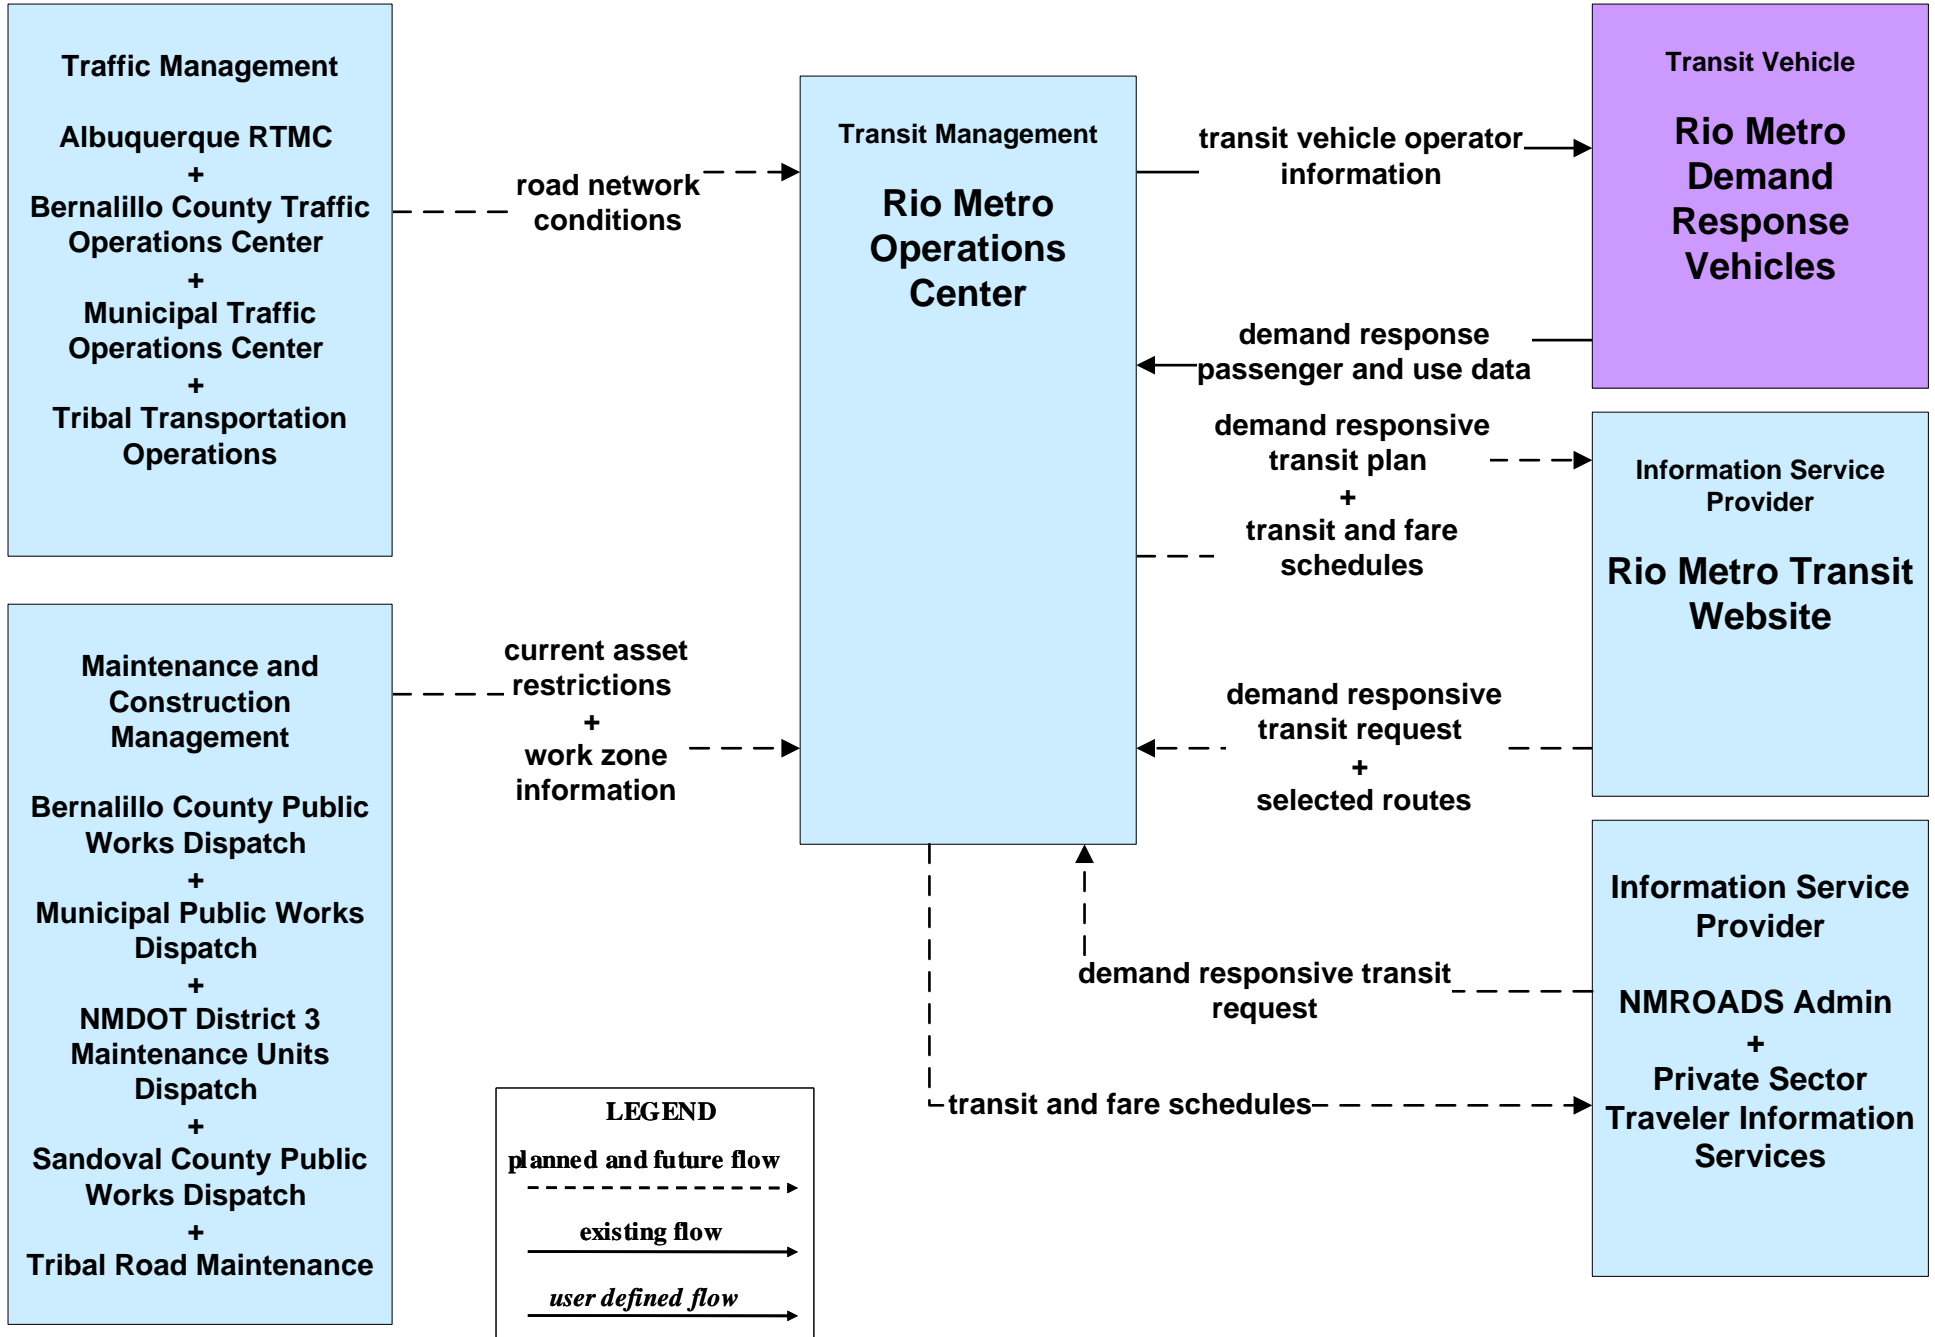 Traffic Management
Albuquerque RTMC
+
Bernalillo County Traffic
Operations Center
+
Municipal Traffic
Operations Center
+
Tribal Transportation
Operations
Maintenance and
Construction
Management
Bernalillo County Public
Works Dispatch
+
Municipal Public Works
Dispatch
+
NMDOT District 3
Maintenance Units
Dispatch
+
Sandoval County Public
Works Dispatch
+
Tribal Road Maintenance
road network
conditions
current asset
restrictions
+
work zone
information
Transit Management
Rio Metro
Operations
Center
transit vehicle operator
information
demand response
passenger and use data
demand responsive
transit plan
+
transit and fare
schedules
demand responsive
transit request
+
selected routes
demand responsive transit
request
transit and fare schedules
Transit Vehicle
Rio Metro
Demand
Response
Vehicles
Information Service
Provider
Rio Metro Transit
Website
Information Service
Provider
NMROADS Admin
+
Private Sector
Traveler Information
Services
LEGEND
planned and future flow
existing flow
user defined flow